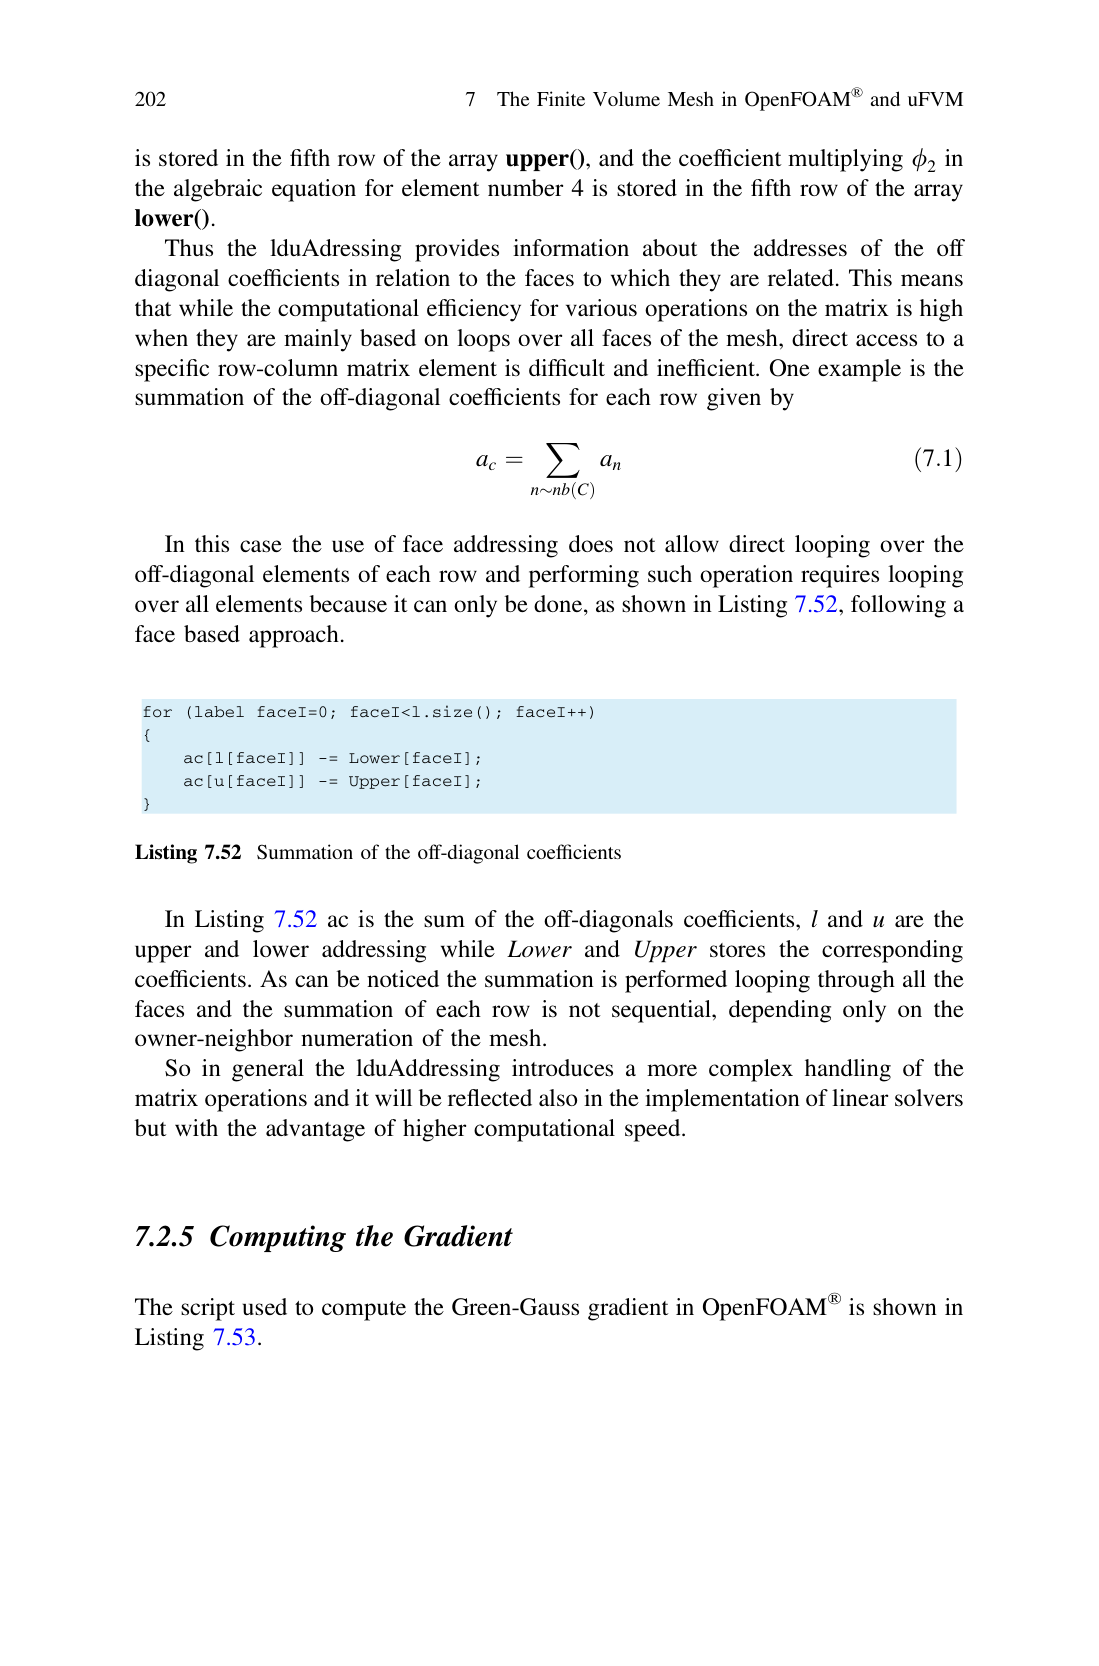 202 7 The Finite Volume Mesh in OpenFOAM® and uFVM
is stored in the fifth row of the array upper(), and the coefficient multiplying ϕ₂ in
the algebraic equation for element number 4 is stored in the fifth row of the array
lower().
Thus the lduAdressing provides information about the addresses of the off
diagonal coefficients in relation to the faces to which they are related. This means
that while the computational efficiency for various operations on the matrix is high
when they are mainly based on loops over all faces of the mesh, direct access to a
specific row-column matrix element is difficult and inefficient. One example is the
summation of the off-diagonal coefficients for each row given by
a_c = ∑_{n∼nb(C)} a_n (7.1)
In this case the use of face addressing does not allow direct looping over the
off-diagonal elements of each row and performing such operation requires looping
over all elements because it can only be done, as shown in Listing 7.52, following a
face based approach.
for (label faceI=0; faceI<l.size(); faceI++)
{
    ac[l[faceI]] -= Lower[faceI];
    ac[u[faceI]] -= Upper[faceI];
}
Listing 7.52 Summation of the off-diagonal coefficients
In Listing 7.52 ac is the sum of the off-diagonals coefficients, l and u are the
upper and lower addressing while Lower and Upper stores the corresponding
coefficients. As can be noticed the summation is performed looping through all the
faces and the summation of each row is not sequential, depending only on the
owner-neighbor numeration of the mesh.
So in general the lduAddressing introduces a more complex handling of the
matrix operations and it will be reflected also in the implementation of linear solvers
but with the advantage of higher computational speed.
7.2.5 Computing the Gradient
The script used to compute the Green-Gauss gradient in OpenFOAM® is shown in
Listing 7.53.